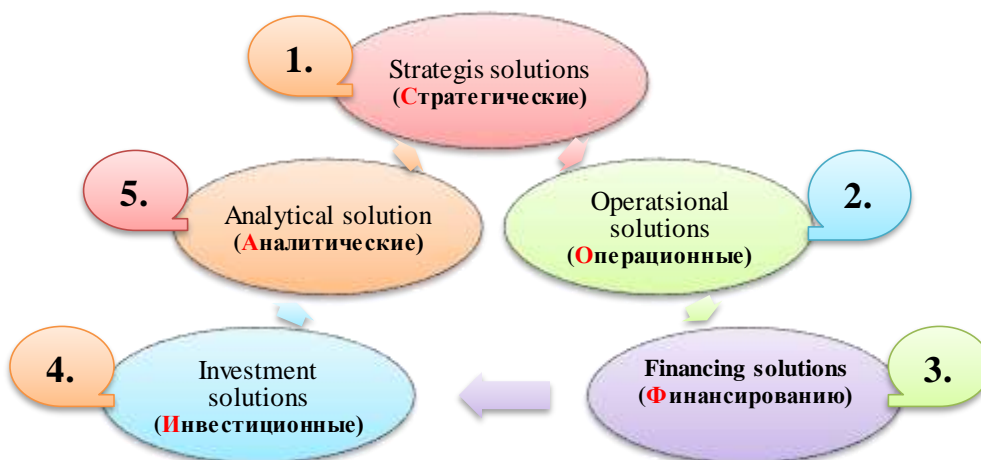 1.
Strategis solutions
(Стратегические)
2.
Operatsional
solutions
(Операционные)
3.
Financing solutions
(Финансированию)
4.
Investment
solutions
(Инвестиционные)
5.
Analytical solution
(Аналитические)